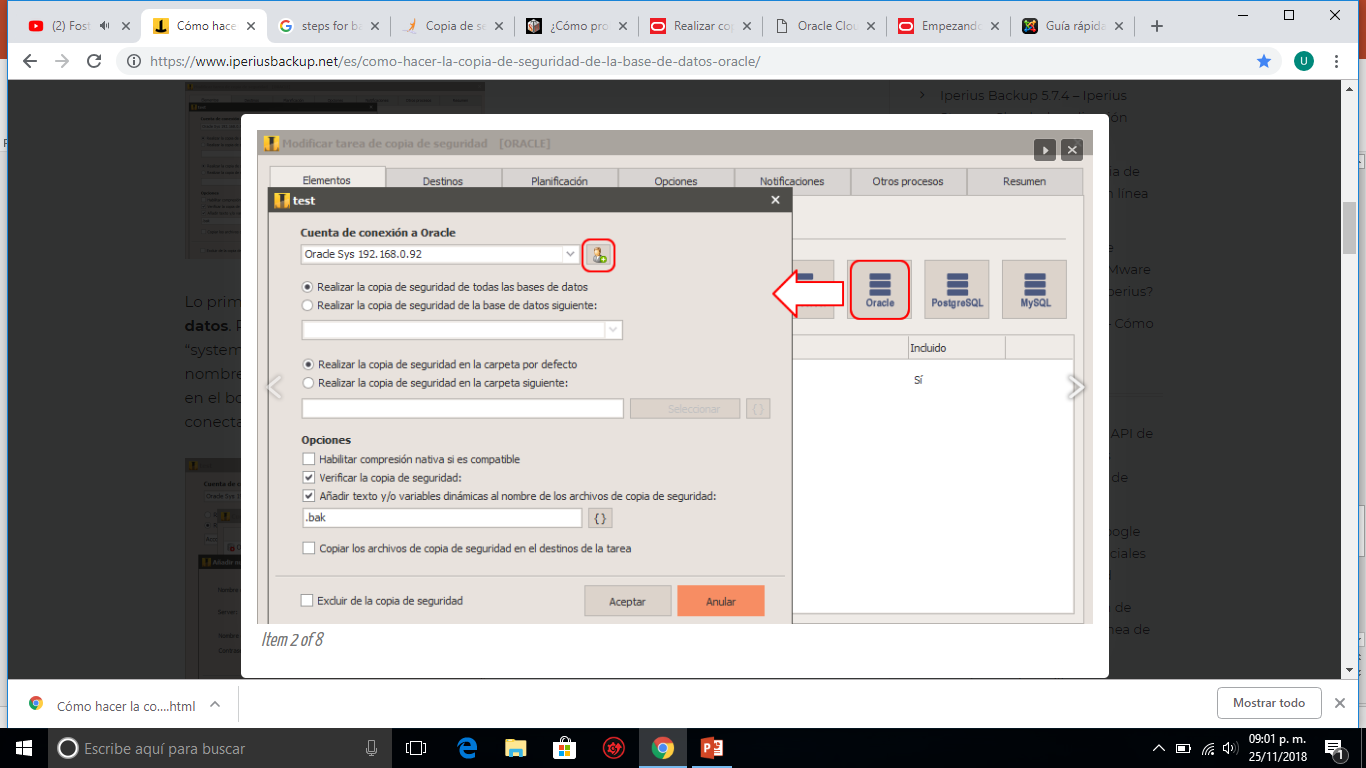 (2) Fost
Cómo hace
steps for ba
Copia de se
¿Cómo pro
Realizar co
Oracle Clou
Empezando
Guía rápida
https://www.iperiusbackup.net/es/como-hacer-la-copia-de-seguridad-de-la-base-de-datos-oracle/
U
Iperius Backup 5.7.4 – Iperius
Modificar tarea de copia de seguridad [ORACLE]
Elementos
Destinos
Planificación
Opciones
Notificaciones
Otros procesos
Resumen
test
Cuenta de conexión a Oracle
Oracle Sys 192.168.0.92
Realizar la copia de seguridad de todas las bases de datos
Realizar la copia de seguridad de la base de datos siguiente:
Oracle
PostgreSQL
MySQL
Incluido
Sí
Realizar la copia de seguridad en la carpeta por defecto
Realizar la copia de seguridad en la carpeta siguiente:
Seleccionar
{}
Opciones
Habilitar compresión nativa si es compatible
Verificar la copia de seguridad:
Añadir texto y/o variables dinámicas al nombre de los archivos de copia de seguridad:
.bak
{}
Copiar los archivos de copia de seguridad en el destinos de la tarea
Excluir de la copia de seguridad
Aceptar
Anular
Item 2 of 8
Lo prim
datos.
"system
nombre
en el bo
conecta
a de
n línea
e
Mware
perius?
– Cómo
API de
de
ogle
ciales
de
nea de
Cómo hacer la co....html
Mostrar todo
Escribe aquí para buscar
09:01 p. m.
25/11/2018
1